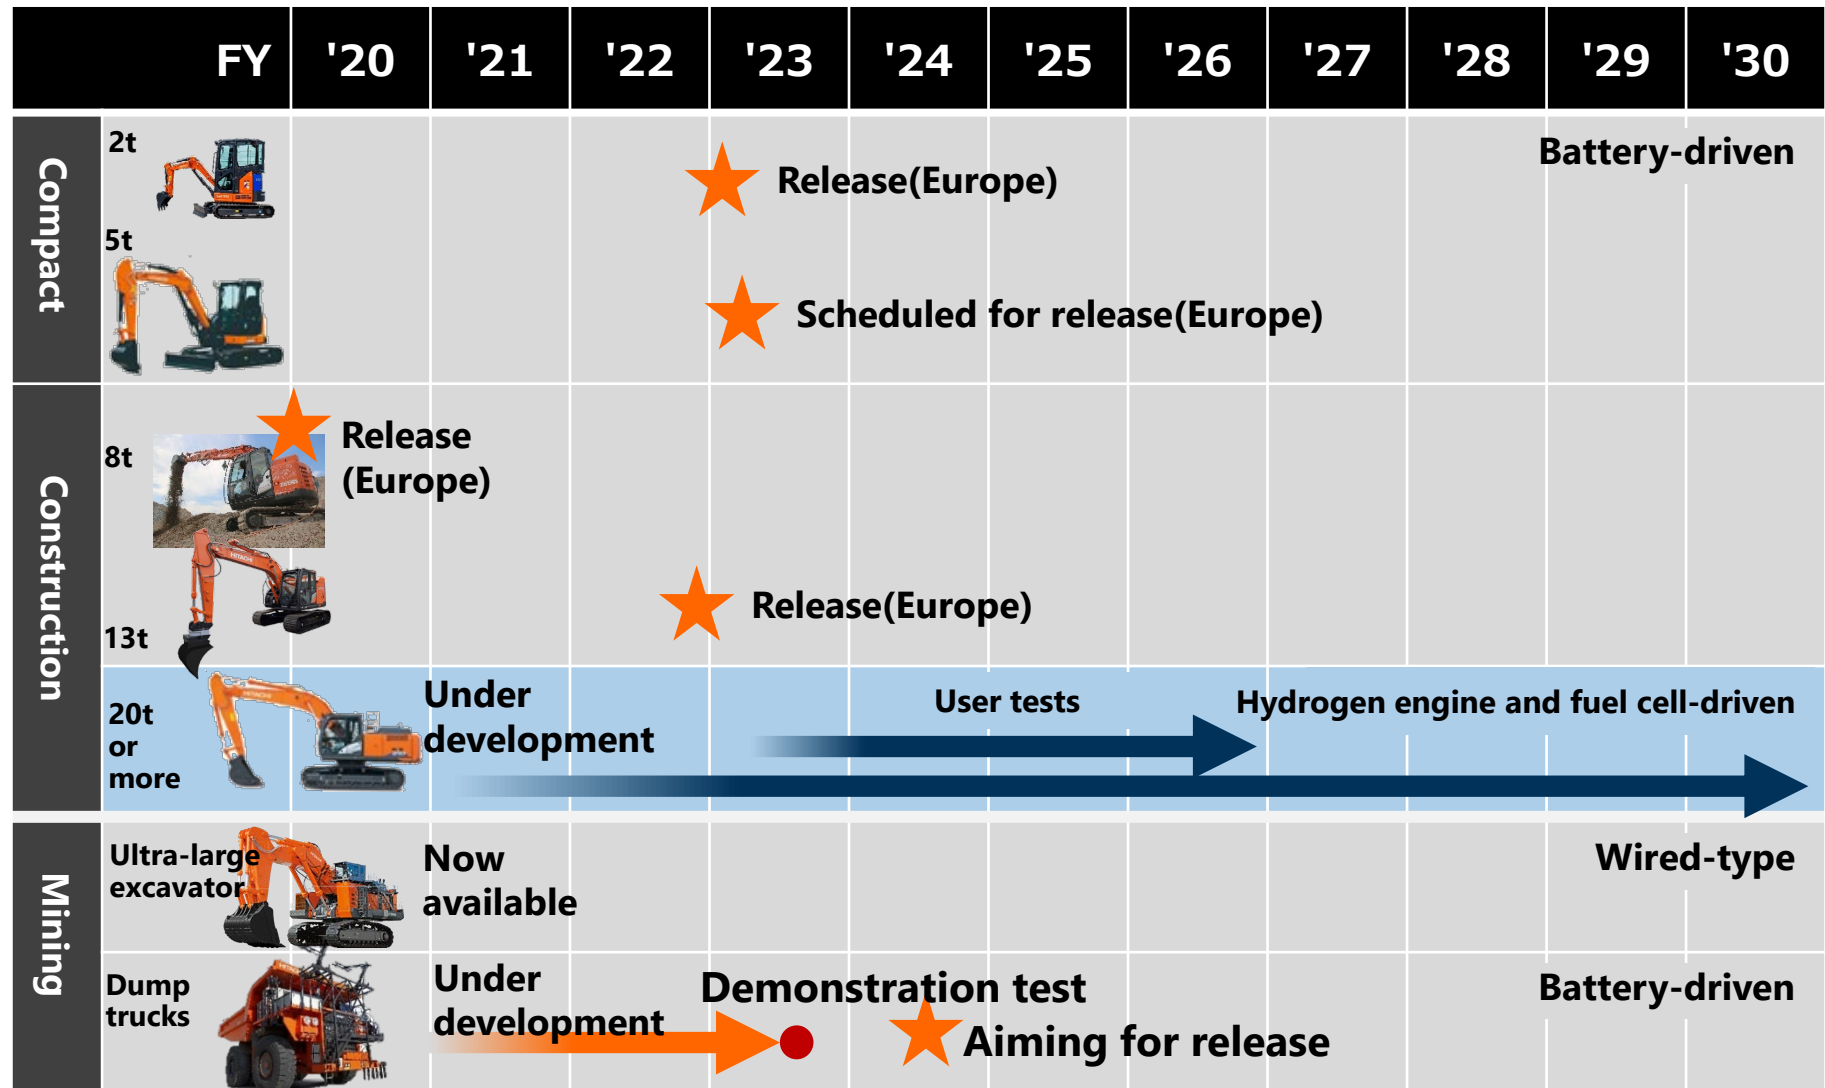 FY '20 '21 '22 '23 '24 '25 '26 '27 '28 '29 '30
Compact
2t
Release(Europe)
Battery-driven
5t
Scheduled for release(Europe)
Construction
8t
Release
(Europe)
HITACHI
13t
Release(Europe)
20t
or
more
HITACHI
Under
development
User tests
Hydrogen engine and fuel cell-driven
Mining
Ultra-large
excavator
Now
available
Wired-type
Dump
trucks
Under
development
Demonstration test
Aiming for release
Battery-driven